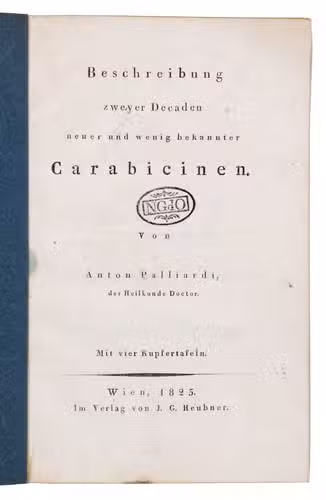 Beschreibung
zweyer Decaden
neuer und wenig bekannter
Carabicinen.
NGdO
Von
Anton Palliardi,
der Heilkunde Doctor.
Mit vier Kupfertafeln.
Wien, 1825.
Im Verlag von J. G. Heubner.